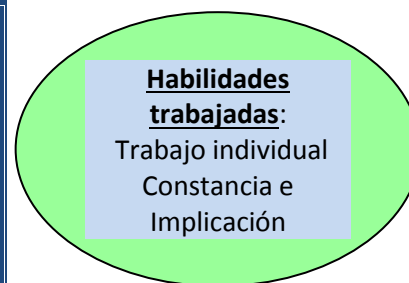 Habilidades
trabajadas:
Trabajo individual
Constancia e
Implicación